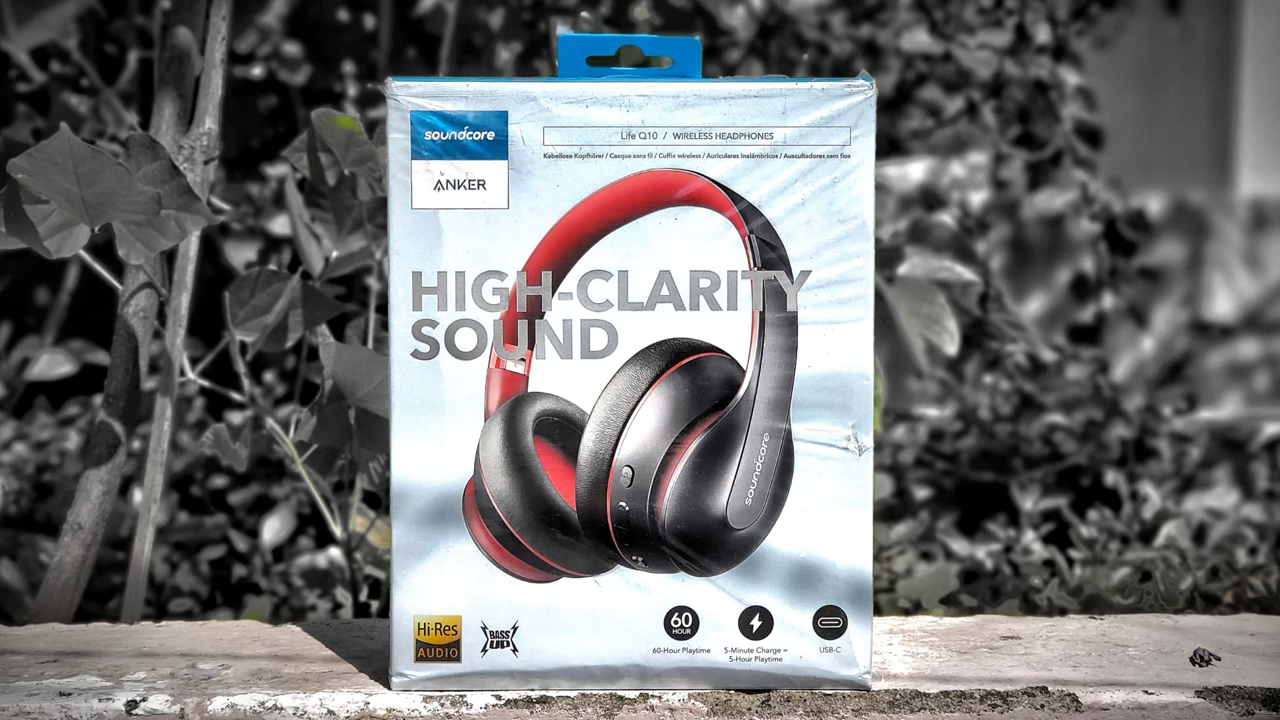 soundcore
ANKER
Life Q10 / WIRELESS HEADPHONES
Kabellose Kopfhörer / Casque sans fil / Cuffie wireless / Auriculares Inalámbricos / Auscultadores sem fios
HIGH-CLARITY
SOUND
soundcore
Hi-Res
AUDIO
BASS
UP
60
HOUR
60-Hour Playtime
5-Minute Charge =
5-Hour Playtime
USB-C